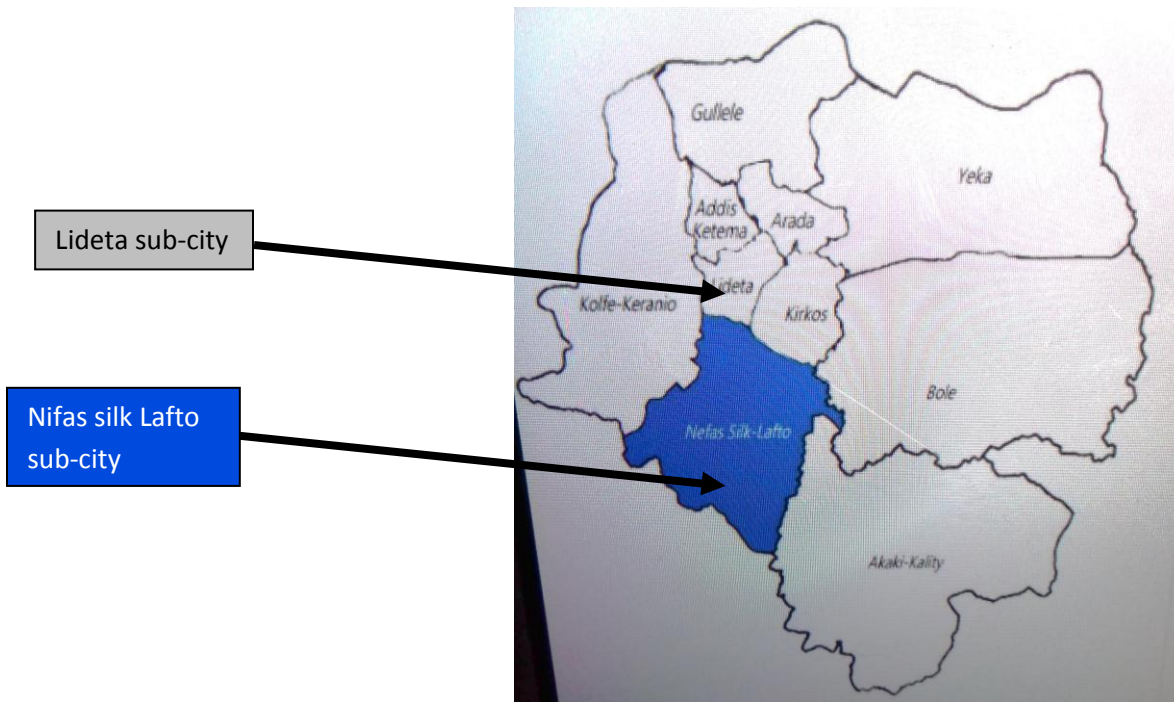 Gullele
Yeka
Addis
Ketema
Arada
Lideta sub-city
Lideta
Kolfe-Keranio
Kirkos
Bole
Nifas silk Lafto
sub-city
Nefas Silk-Lafto
Akaki-Kality